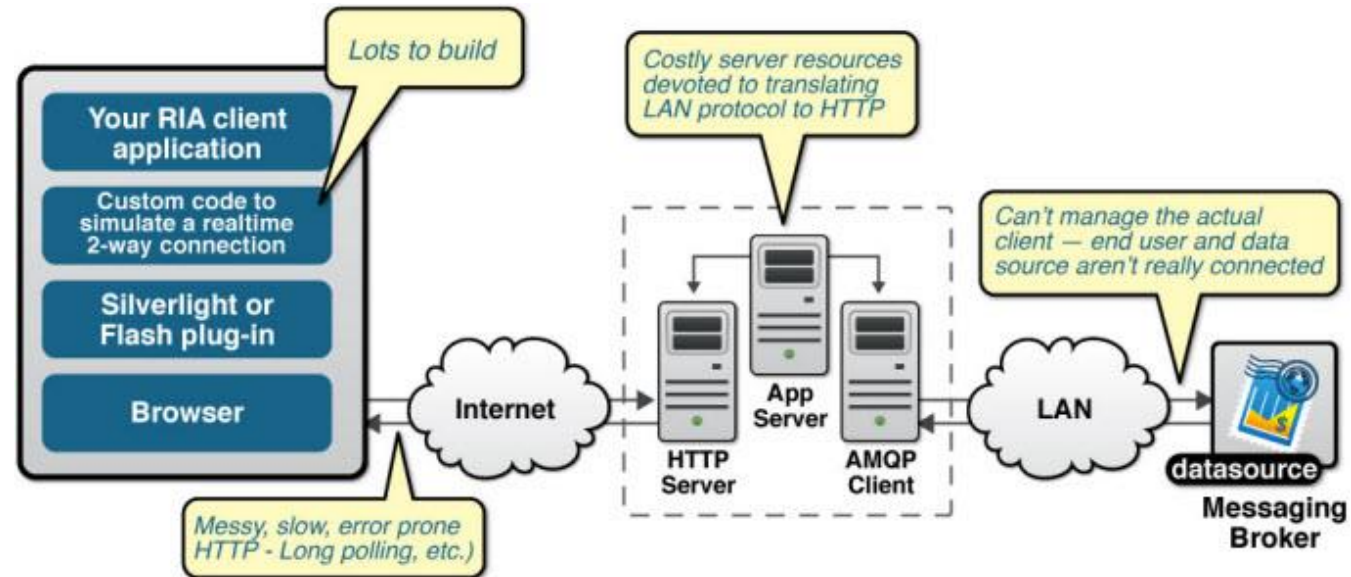 Lots to build
Your RIA client
application
Custom code to
simulate a realtime
2-way connection
Silverlight or
Flash plug-in
Browser
Messy, slow, error prone
HTTP - Long polling, etc.)
Internet
Costly server resources
devoted to translating
LAN protocol to HTTP
HTTP
Server
App
Server
AMQP
Client
Can't manage the actual
client — end user and data
source aren't really connected
LAN
datasource
Messaging
Broker